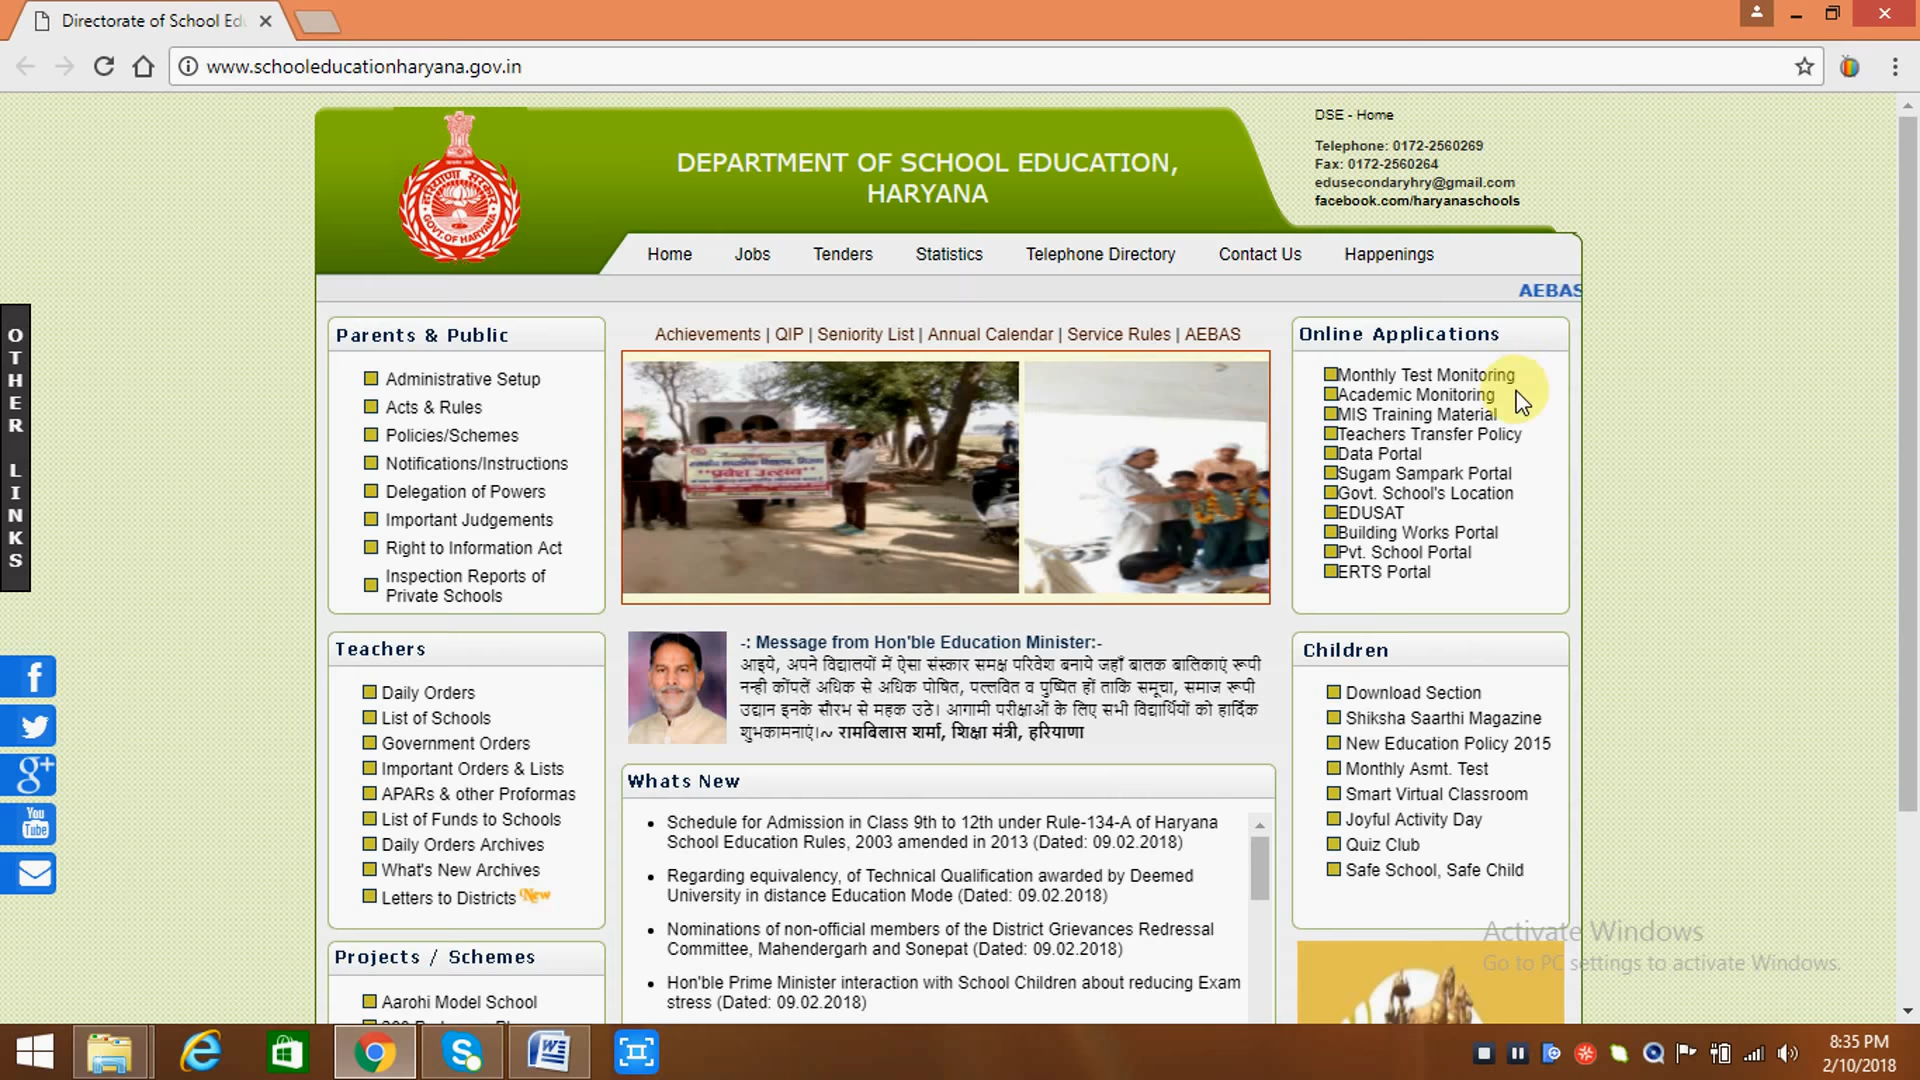 Directorate of School Ed
www.schooleducationharyana.gov.in
DSE - Home
Telephone: 0172-2560269
Fax: 0172-2560264
edusecondaryhry@gmail.com
facebook.com/haryanaschools
DEPARTMENT OF SCHOOL EDUCATION,
HARYANA
हरियाणा सरकार
GOVT. OF HARYANA
Home Jobs Tenders Statistics Telephone Directory Contact Us Happenings
AEBAS
OTHER LINKS
Parents & Public
Administrative Setup
Acts & Rules
Policies/Schemes
Notifications/Instructions
Delegation of Powers
Important Judgements
Right to Information Act
Inspection Reports of
Private Schools
Teachers
Daily Orders
List of Schools
Government Orders
Important Orders & Lists
APARs & other Proformas
List of Funds to Schools
Daily Orders Archives
What's New Archives
Letters to Districts New
Projects / Schemes
Aarohi Model School
Achievements | QIP | Seniority List | Annual Calendar | Service Rules | AEBAS
"प्रवेश उत्सव"
-: Message from Hon'ble Education Minister:-
आइये, अपने विद्यालयों में ऐसा संस्कार समक्ष परिवेश बनाये जहाँ बालक बालिकाएं रूपी
नन्ही कोंपलें अधिक से अधिक पोषित, पल्लवित व पुष्पित हों ताकि समूचा, समाज रूपी
उद्यान इनके सौरभ से महक उठे। आगामी परीक्षाओं के लिए सभी विद्यार्थियों को हार्दिक
शुभकामनाएं।~ रामबिलास शर्मा, शिक्षा मंत्री, हरियाणा
Whats New
Schedule for Admission in Class 9th to 12th under Rule-134-A of Haryana
School Education Rules, 2003 amended in 2013 (Dated: 09.02.2018)
Regarding equivalency, of Technical Qualification awarded by Deemed
University in distance Education Mode (Dated: 09.02.2018)
Nominations of non-official members of the District Grievances Redressal
Committee, Mahendergarh and Sonepat (Dated: 09.02.2018)
Hon'ble Prime Minister interaction with School Children about reducing Exam
stress (Dated: 09.02.2018)
Online Applications
Monthly Test Monitoring
Academic Monitoring
MIS Training Material
Teachers Transfer Policy
Data Portal
Sugam Sampark Portal
Govt. School's Location
EDUSAT
Building Works Portal
Pvt. School Portal
ERTS Portal
Children
Download Section
Shiksha Saarthi Magazine
New Education Policy 2015
Monthly Asmt. Test
Smart Virtual Classroom
Joyful Activity Day
Quiz Club
Safe School, Safe Child
Activate Windows
Go to PC settings to activate Windows.
You
Tube
8:35 PM
2/10/2018